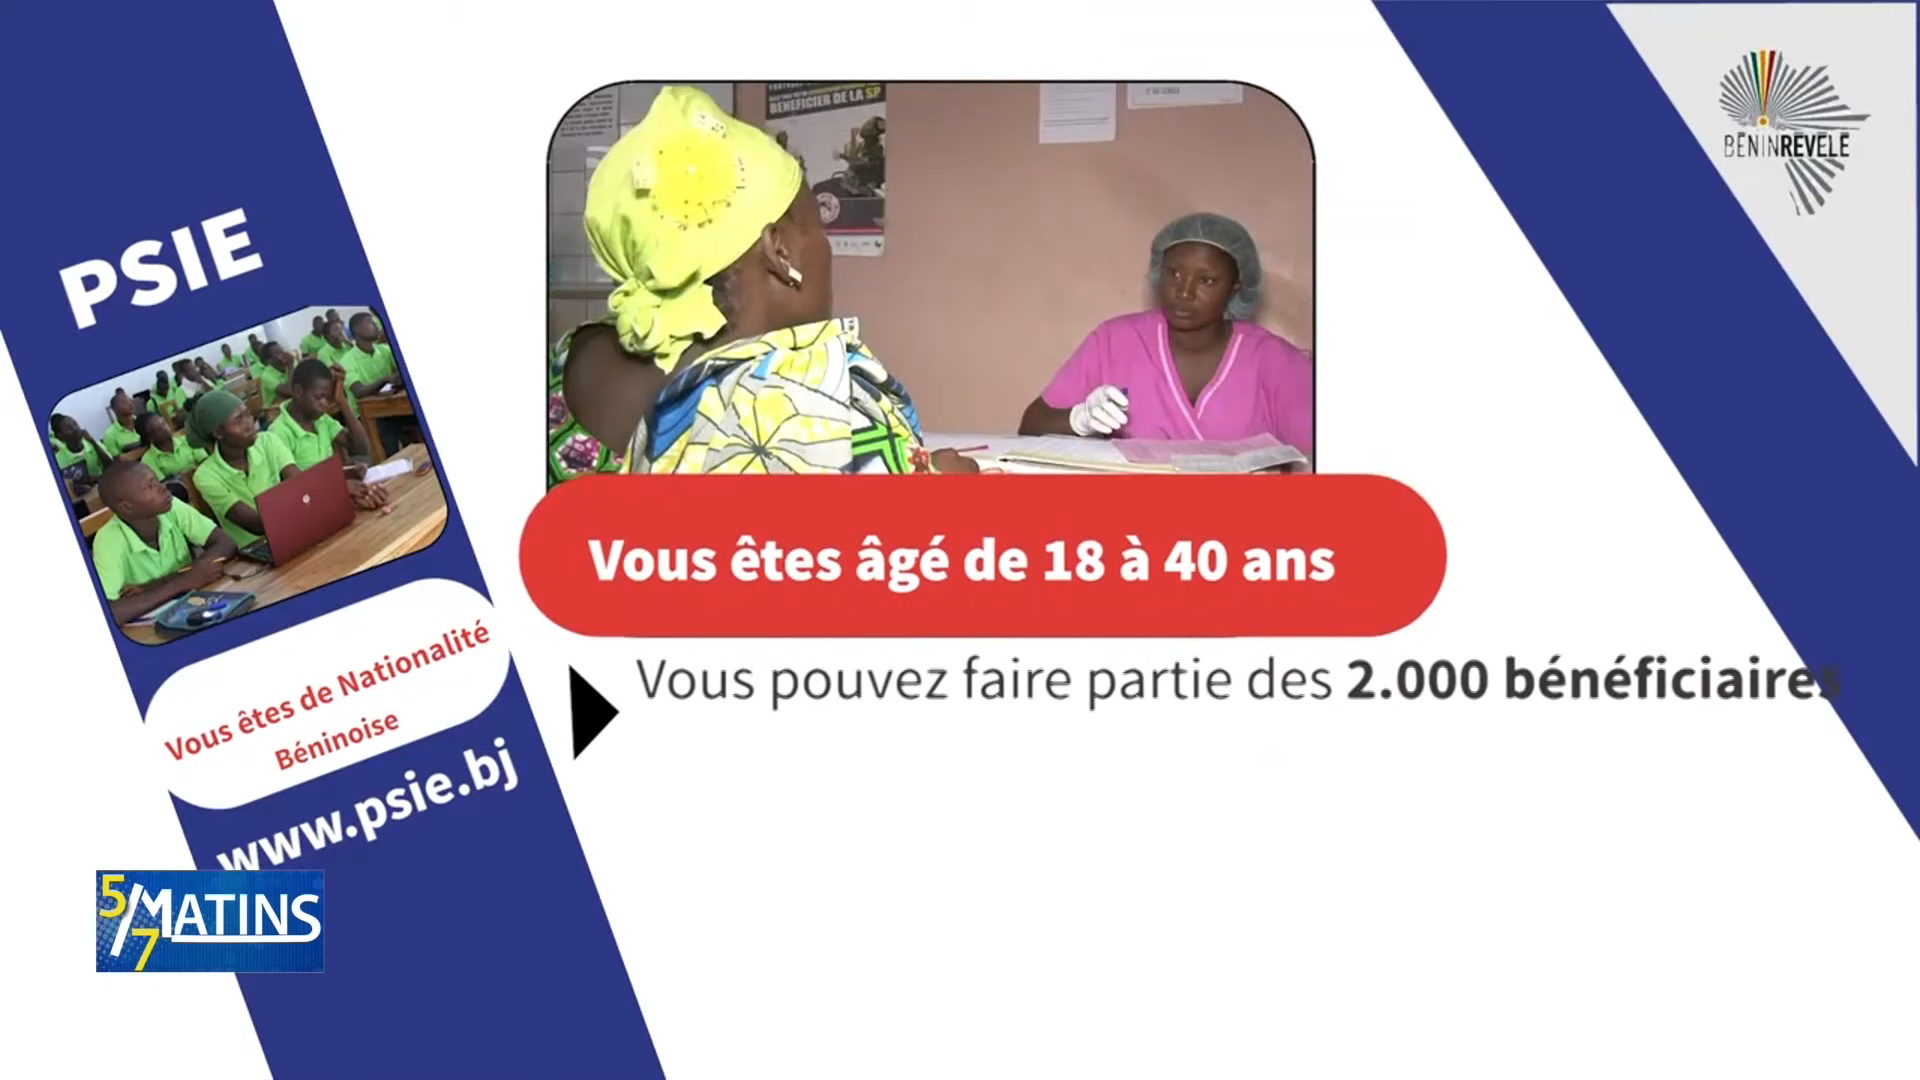 PSIE
Vous êtes de Nationalité
Béninoise
www.psie.bj
5/7 MATINS
BENEFICIER DE LA SP
Vous êtes âgé de 18 à 40 ans
Vous pouvez faire partie des 2.000 bénéficiaires
BÉNINRÉVÉLÉ